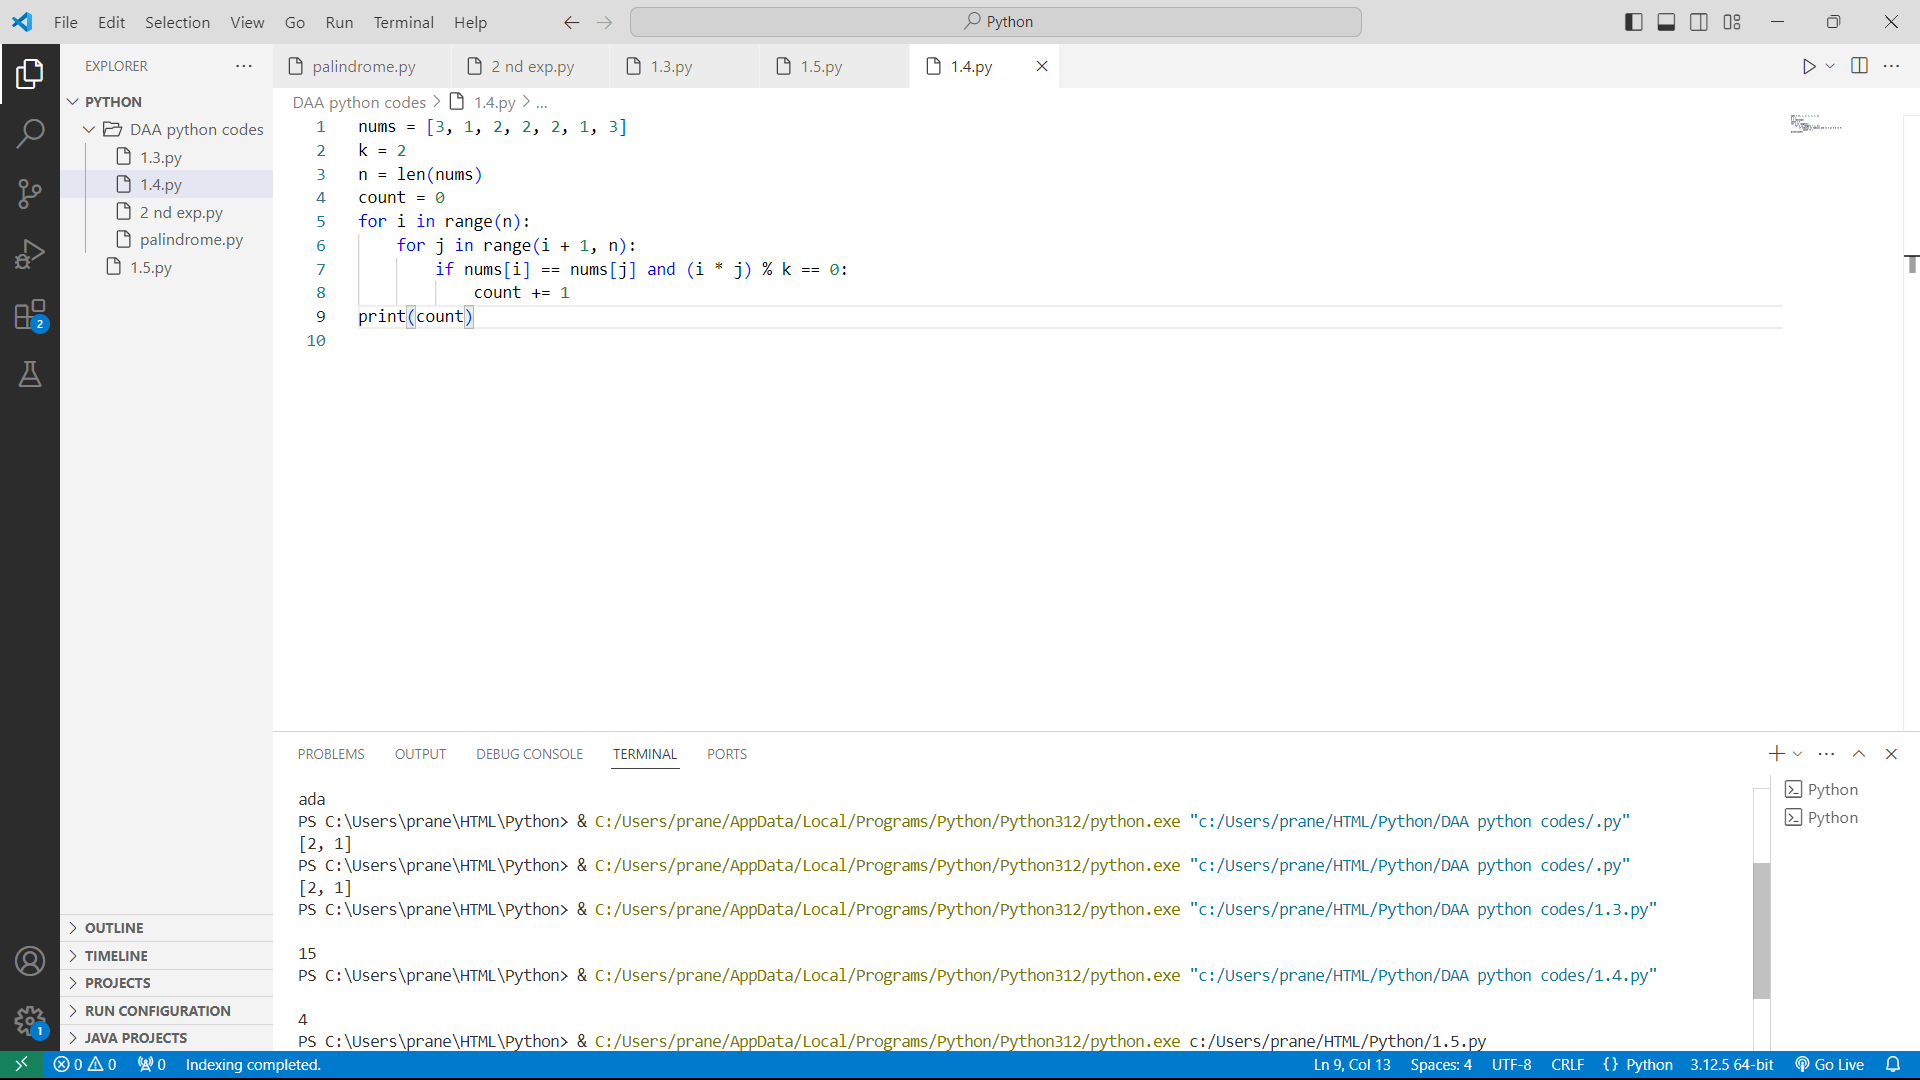 File Edit Selection View Go Run Terminal Help
Python
EXPLORER
palindrome.py
2 nd exp.py
1.3.py
1.5.py
1.4.py
PYTHON
DAA python codes
1.3.py
1.4.py
2 nd exp.py
palindrome.py
1.5.py
DAA python codes > 1.4.py > ...
1 nums = [3, 1, 2, 2, 2, 1, 3]
2 k = 2
3 n = len(nums)
4 count = 0
5 for i in range(n):
6     for j in range(i + 1, n):
7         if nums[i] == nums[j] and (i * j) % k == 0:
8             count += 1
9 print(count)
10
2
OUTLINE
TIMELINE
PROJECTS
RUN CONFIGURATION
JAVA PROJECTS
1
PROBLEMS OUTPUT DEBUG CONSOLE TERMINAL PORTS
ada
PS C:\Users\prane\HTML\Python> & C:/Users/prane/AppData/Local/Programs/Python/Python312/python.exe "c:/Users/prane/HTML/Python/DAA python codes/.py"
[2, 1]
PS C:\Users\prane\HTML\Python> & C:/Users/prane/AppData/Local/Programs/Python/Python312/python.exe "c:/Users/prane/HTML/Python/DAA python codes/.py"
[2, 1]
PS C:\Users\prane\HTML\Python> & C:/Users/prane/AppData/Local/Programs/Python/Python312/python.exe "c:/Users/prane/HTML/Python/DAA python codes/1.3.py"
15
PS C:\Users\prane\HTML\Python> & C:/Users/prane/AppData/Local/Programs/Python/Python312/python.exe "c:/Users/prane/HTML/Python/DAA python codes/1.4.py"
4
PS C:\Users\prane\HTML\Python> & C:/Users/prane/AppData/Local/Programs/Python/Python312/python.exe c:/Users/prane/HTML/Python/1.5.py
Python
Python
0 0 0 Indexing completed.
Ln 9, Col 13 Spaces: 4 UTF-8 CRLF {} Python 3.12.5 64-bit Go Live